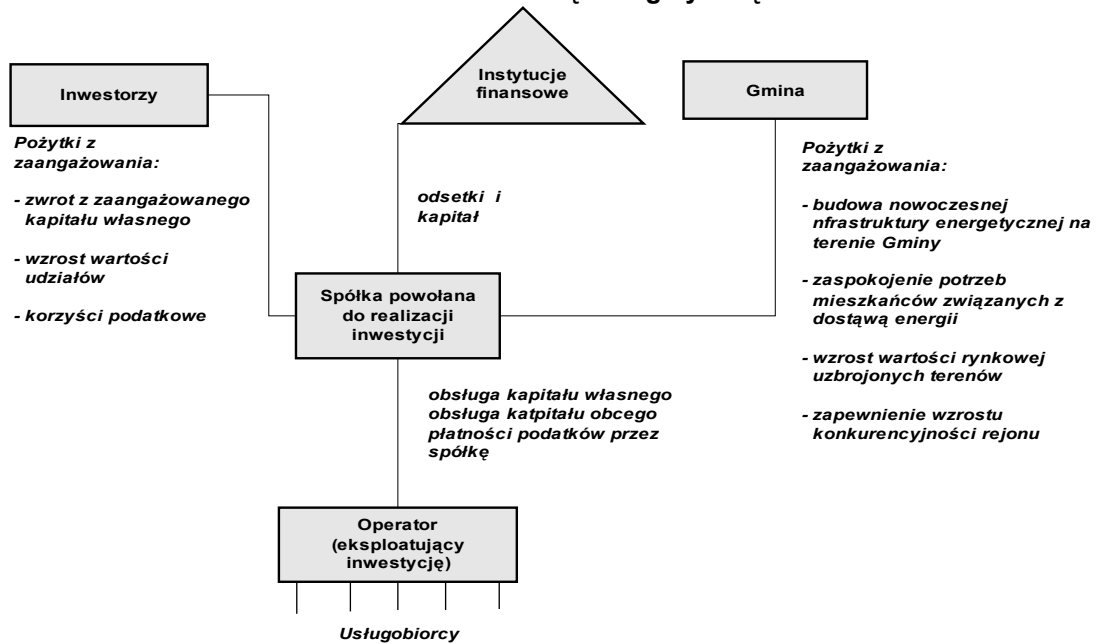 Inwestorzy
Instytucje
finansowe
Gmina
Pożytki z
zaangażowania:
- zwrot z zaangażowanego
kapitału własnego
- wzrost wartości
udziałów
- korzyści podatkowe
odsetki i
kapitał
Pożytki z
zaangażowania:
- budowa nowoczesnej
nfrastruktury energetycznej na
terenie Gminy
- zaspokojenie potrzeb
mieszkańców związanych z
dostąwą energii
- wzrost wartości rynkowej
uzbrojonych terenów
- zapewnienie wzrostu
konkurencyjności rejonu
Spółka powołana
do realizacji
inwestycji
obsługa kapitału własnego
obsługa katpitału obcego
płatności podatków przez
spółkę
Operator
(eksploatujący
inwestycję)
Usługobiorcy